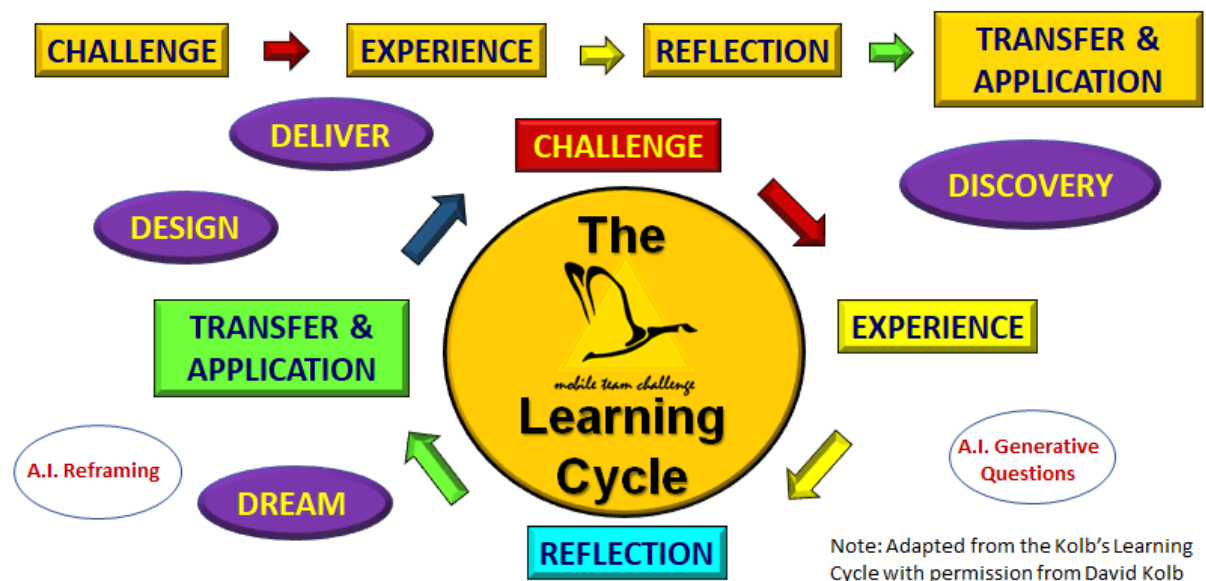 CHALLENGE
EXPERIENCE
REFLECTION
TRANSFER &
APPLICATION
DELIVER
CHALLENGE
DISCOVERY
DESIGN
The
TRANSFER &
APPLICATION
EXPERIENCE
mobile team challenge
Learning
Cycle
A.I. Reframing
A.I. Generative
Questions
DREAM
REFLECTION
Note: Adapted from the Kolb's Learning
Cycle with permission from David Kolb